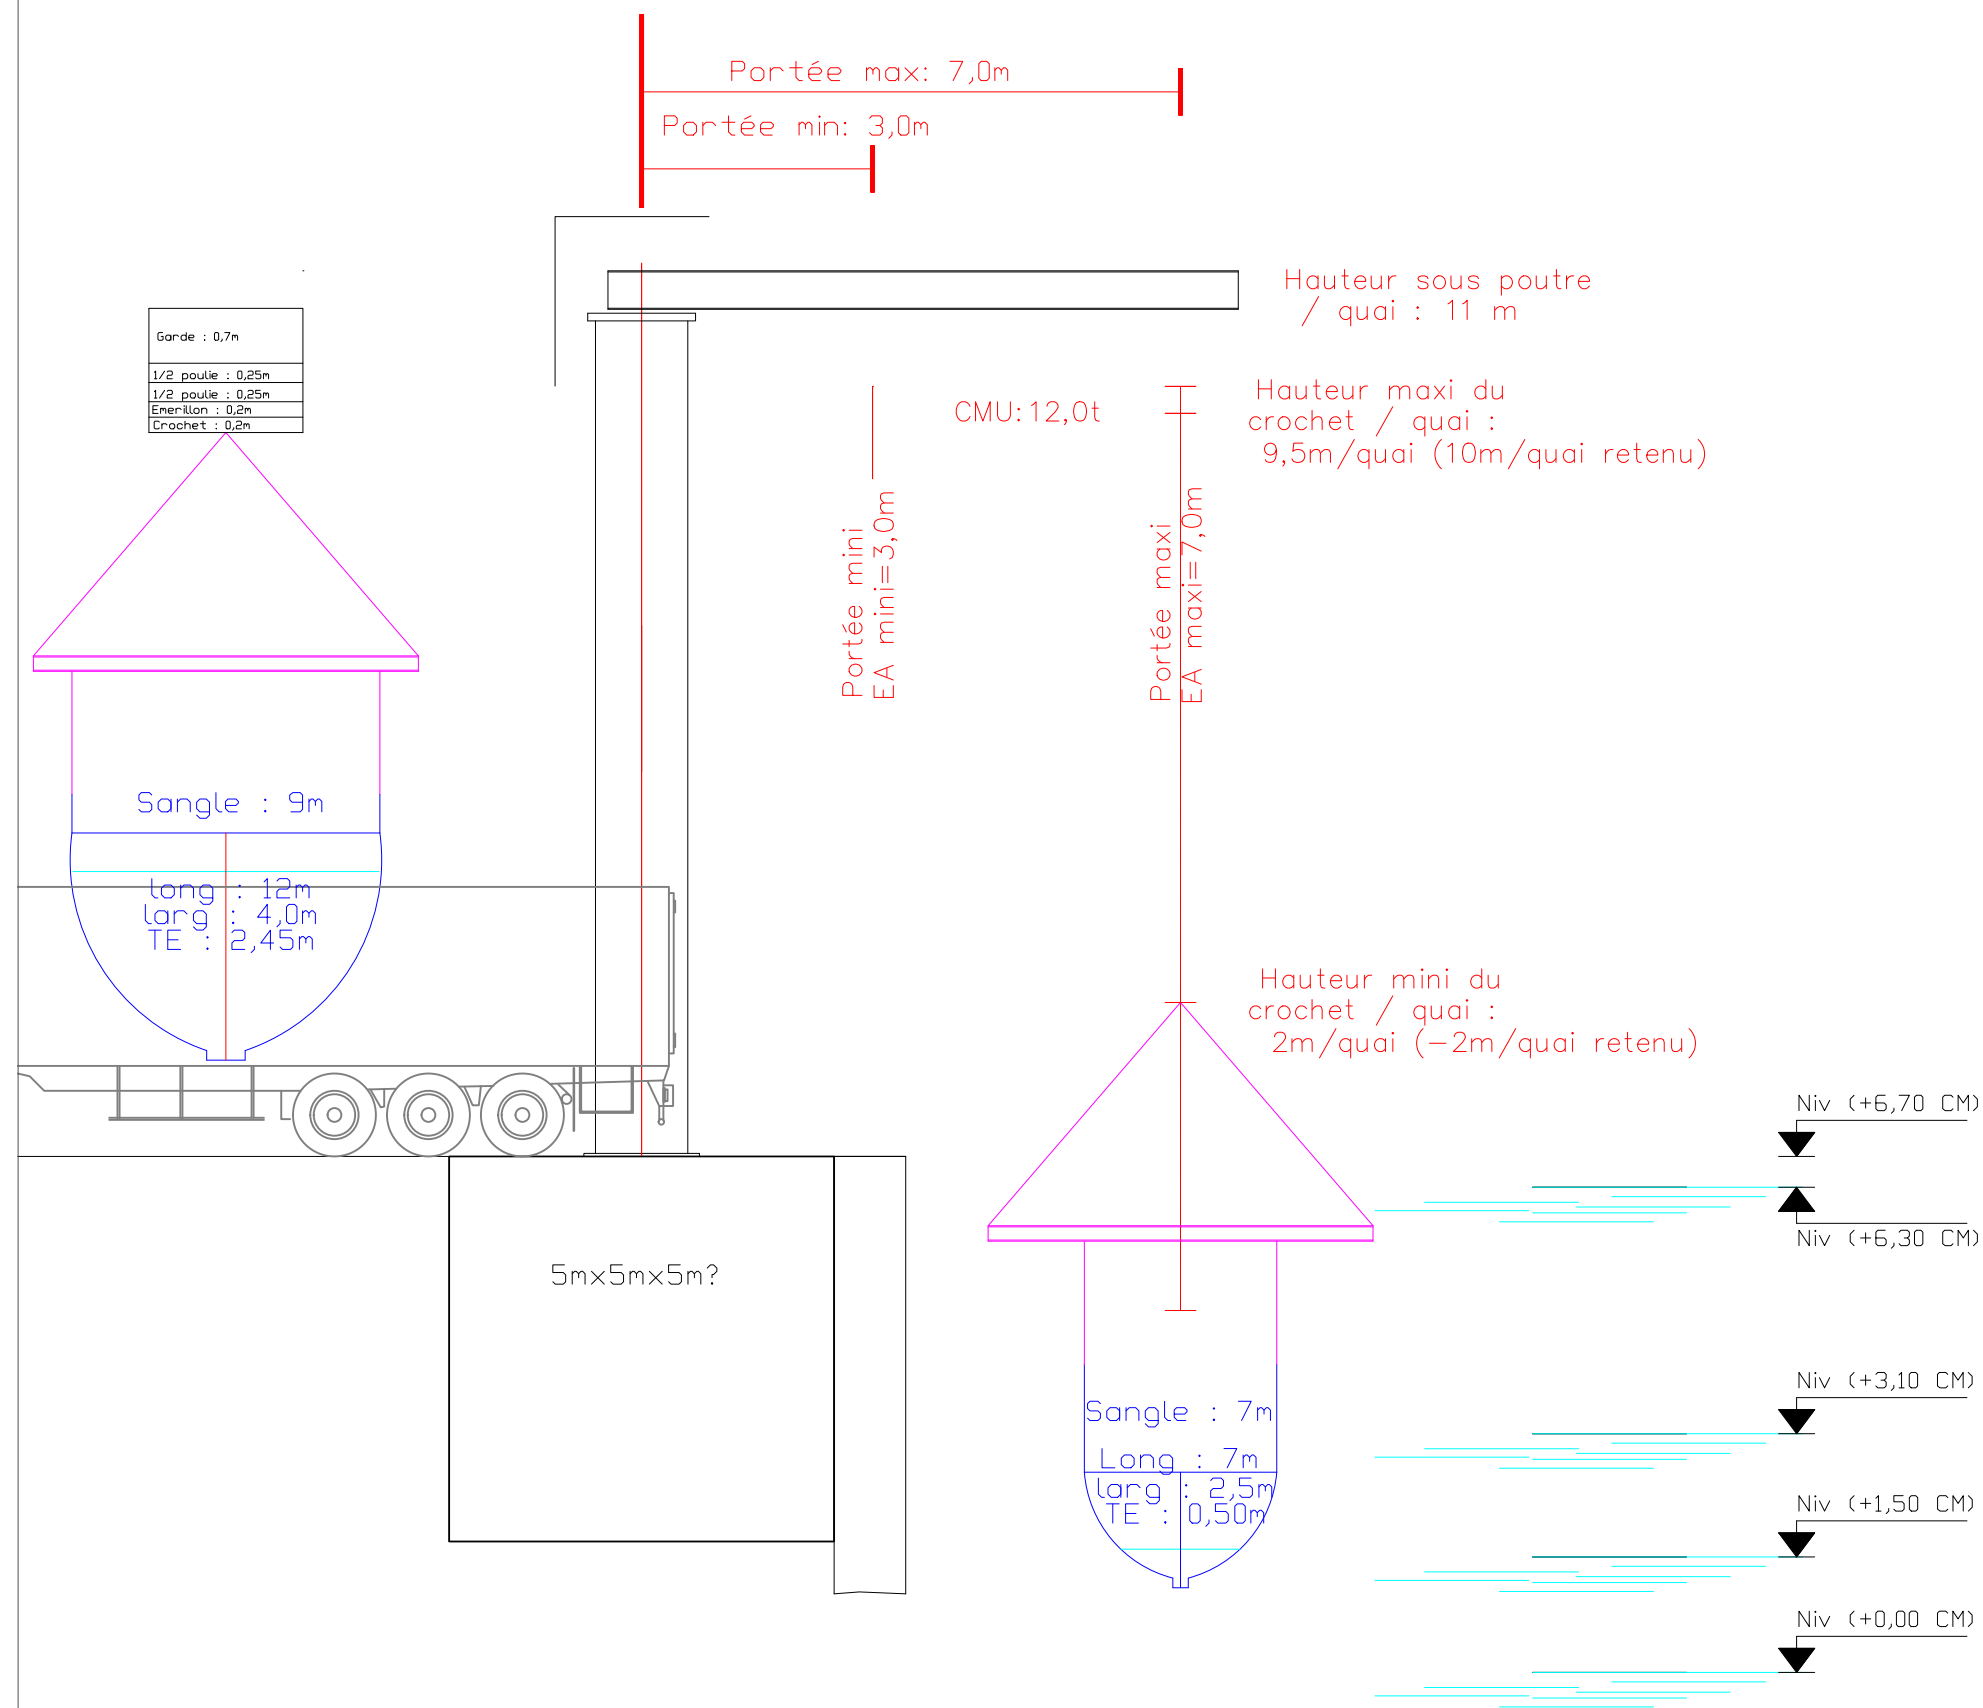 Portée max: 7,0m
Portée min: 3,0m
Hauteur sous poutre
/ quai : 11 m
Garde : 0,7m
1/2 poulie : 0,25m
1/2 poulie : 0,25m
Emerillon : 0,2m
Crochet : 0,2m
CMU:12,0t
Hauteur maxi du
crochet / quai :
9,5m/quai (10m/quai retenu)
Portée mini
EA mini=3,0m
Portée maxi
EA maxi=7,0m
Sangle : 9m
long : 12m
larg : 4,0m
TE : 2,45m
Hauteur mini du
crochet / quai :
2m/quai (-2m/quai retenu)
Niv (+6,70 CM)
Niv (+6,30 CM)
5mx5mx5m?
Niv (+3,10 CM)
Sangle : 7m
Long : 7m
larg : 2,5m
TE : 0,50m
Niv (+1,50 CM)
Niv (+0,00 CM)